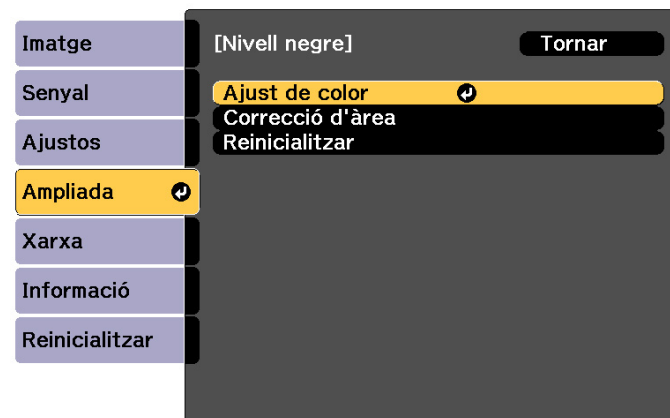 Imatge
Senyal
Ajustos
Ampliada
Xarxa
Informació
Reinicialitzar
[Nivell negre]
Tornar
Ajust de color
Correcció d'àrea
Reinicialitzar